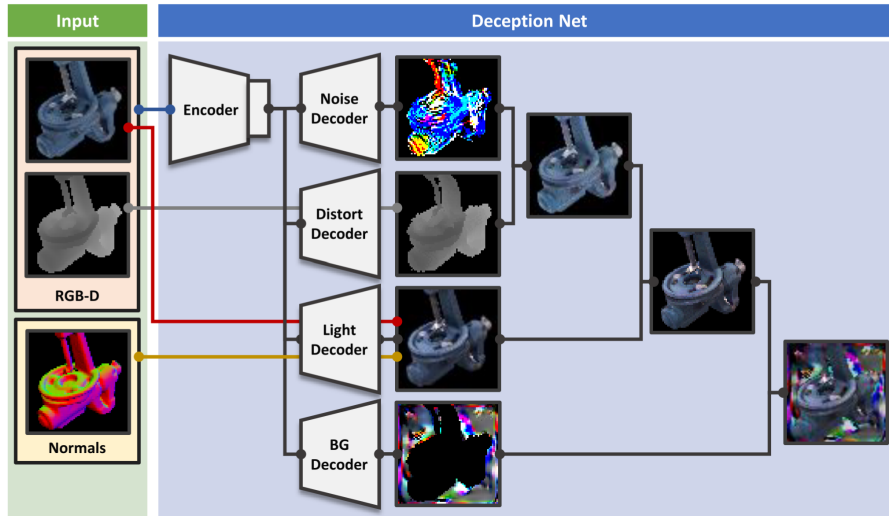 Input
Deception Net
RGB-D
Normals
Encoder
Noise
Decoder
Distort
Decoder
Light
Decoder
BG
Decoder